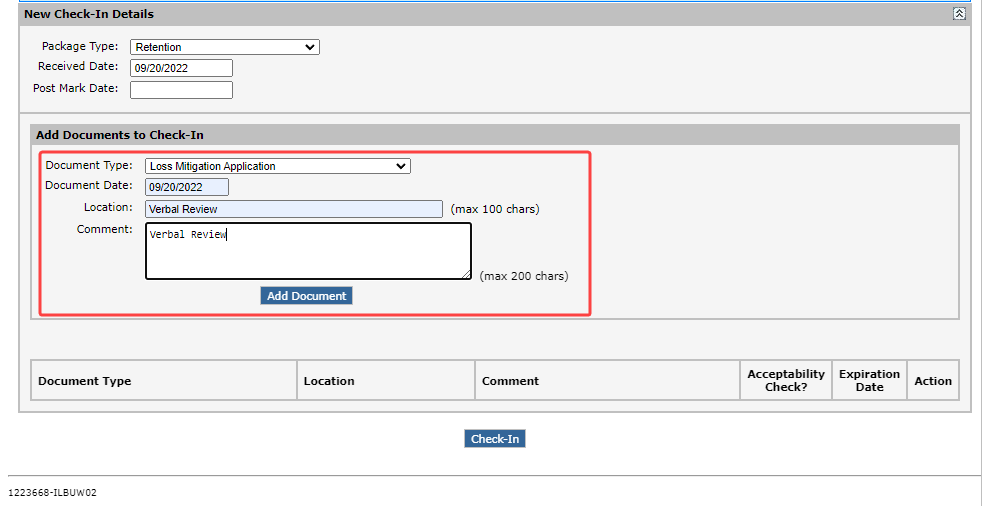 New Check-In Details
Package Type: Retention
Received Date: 09/20/2022
Post Mark Date:
Add Documents to Check-In
Document Type: Loss Mitigation Application
Document Date: 09/20/2022
Location: Verbal Review (max 100 chars)
Comment: Verbal Review
(max 200 chars)
Add Document
Document Type Location Comment Acceptability Check? Expiration Date Action
Check-In
1223668-ILBUW02